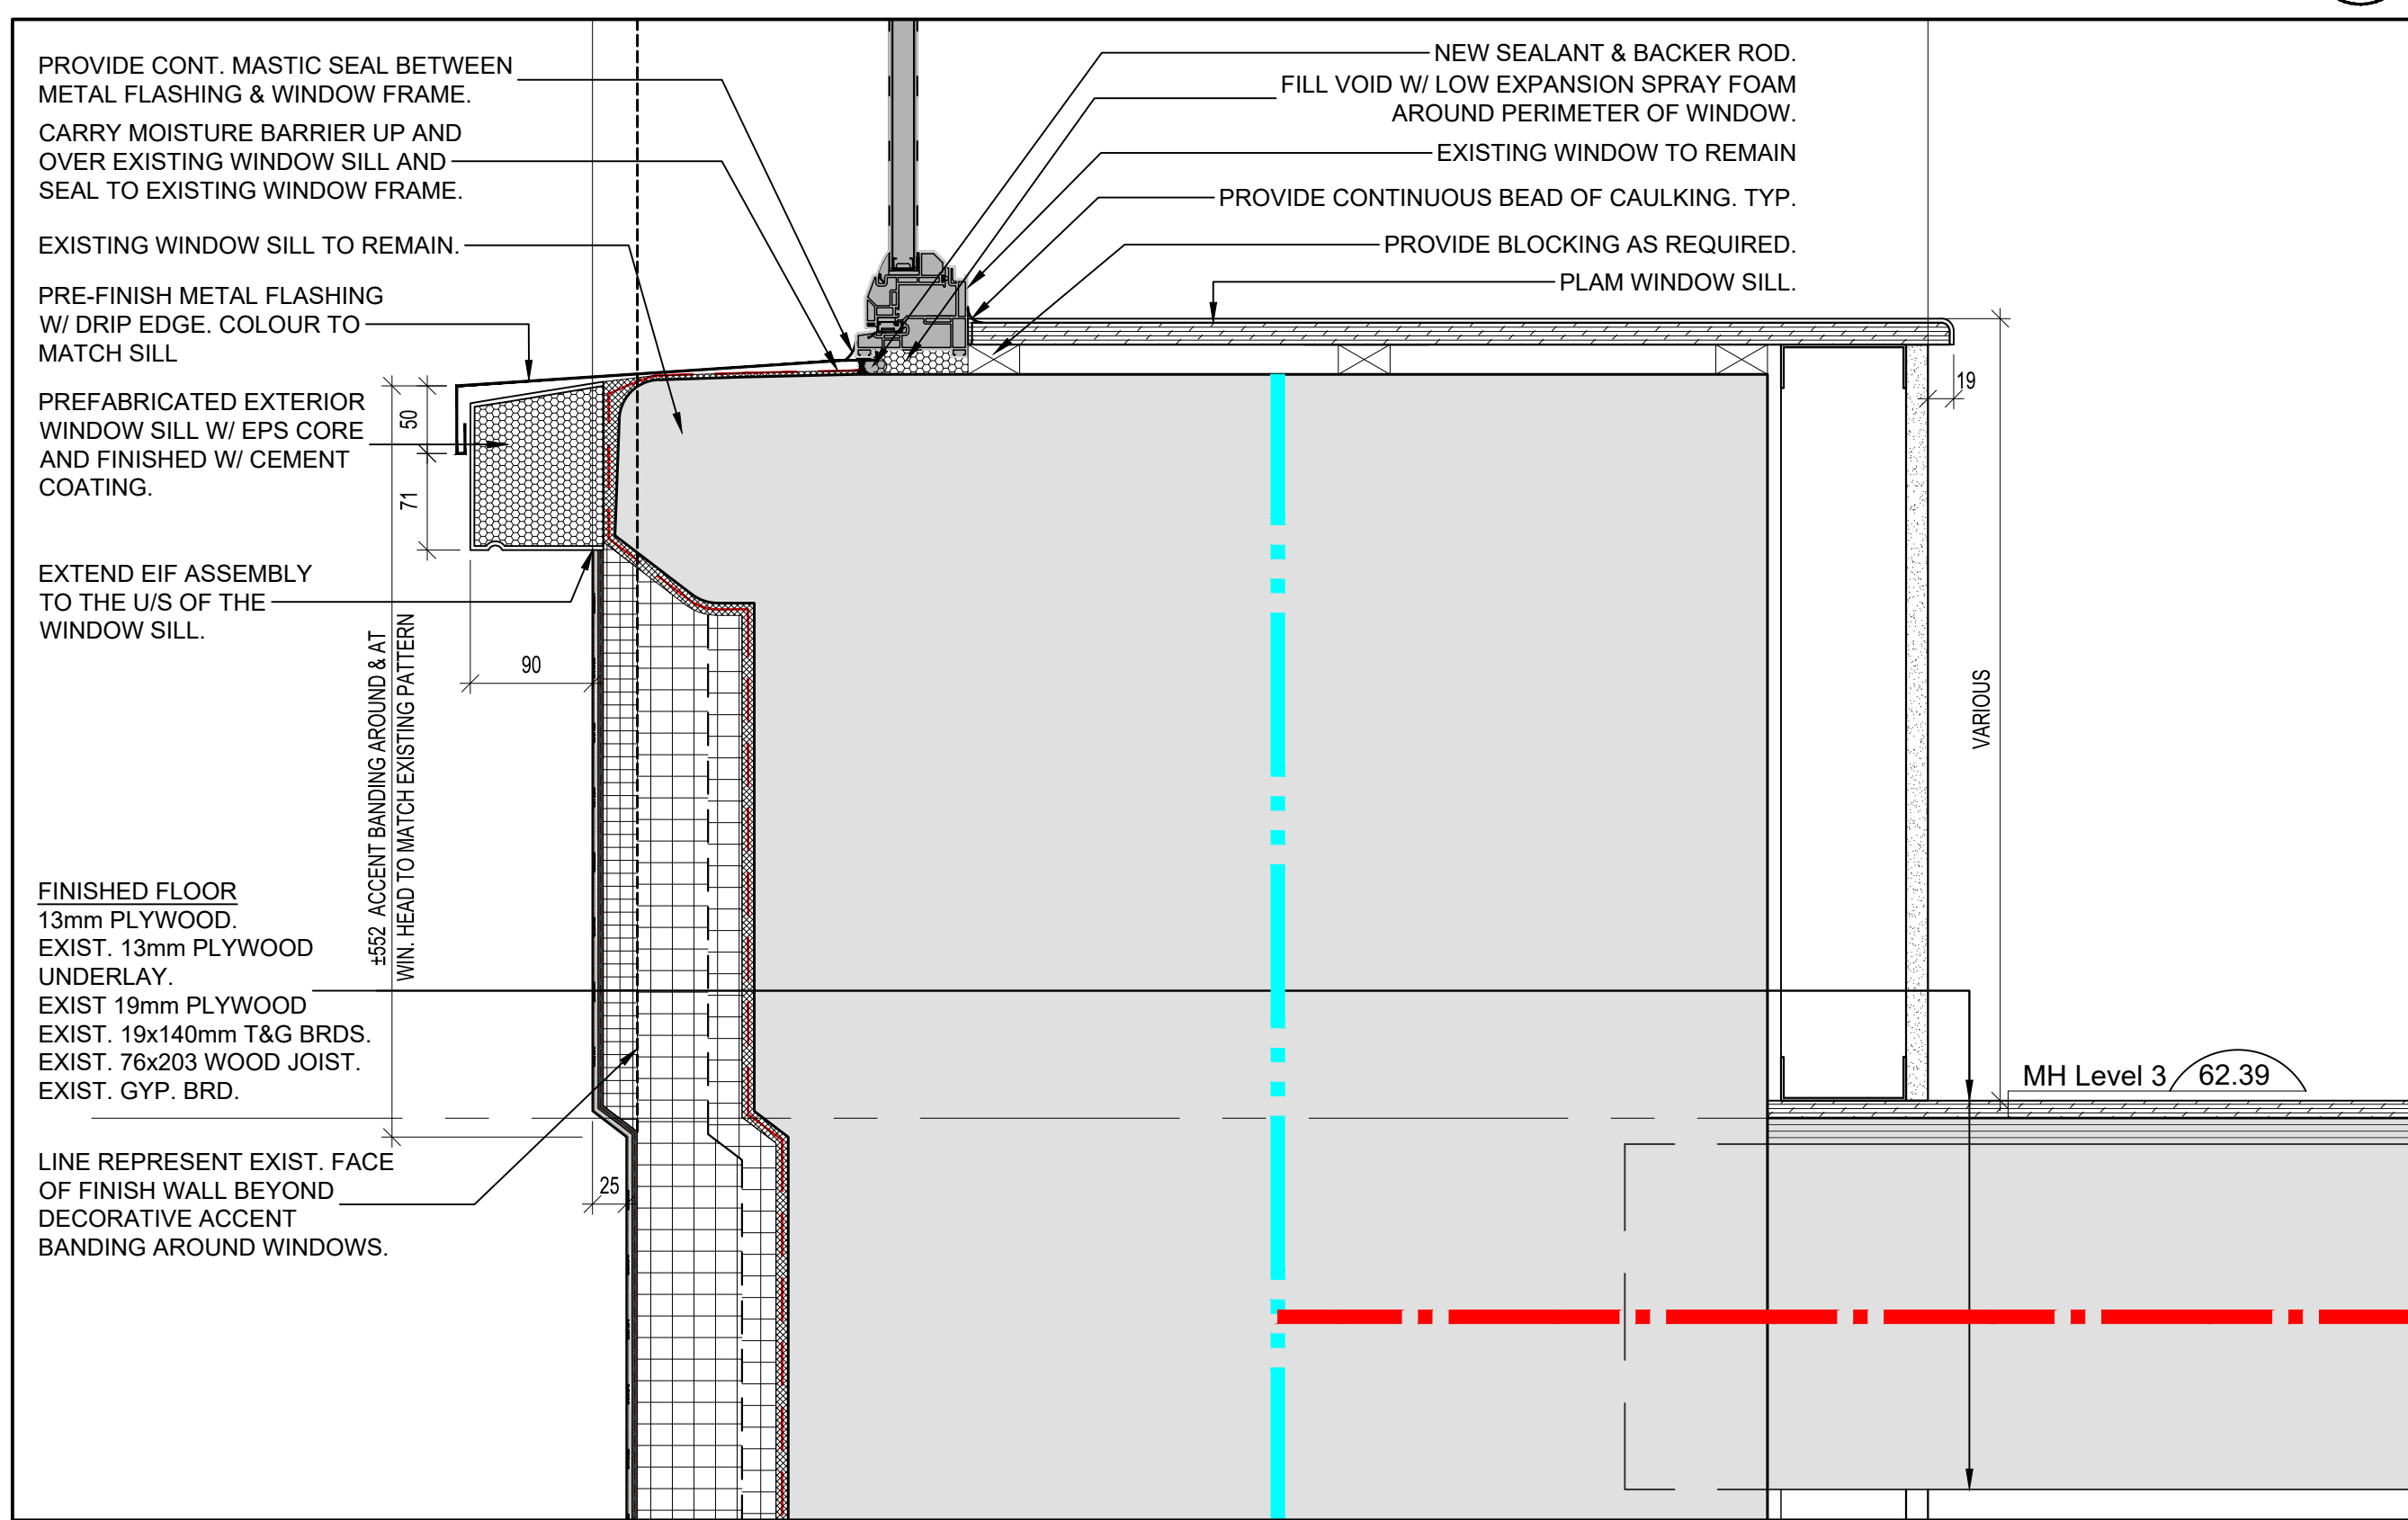 PROVIDE CONT. MASTIC SEAL BETWEEN
METAL FLASHING & WINDOW FRAME.
CARRY MOISTURE BARRIER UP AND
OVER EXISTING WINDOW SILL AND
SEAL TO EXISTING WINDOW FRAME.
EXISTING WINDOW SILL TO REMAIN.
PRE-FINISH METAL FLASHING
W/ DRIP EDGE. COLOUR TO
MATCH SILL
PREFABRICATED EXTERIOR
WINDOW SILL W/ EPS CORE
AND FINISHED W/ CEMENT
COATING.
EXTEND EIF ASSEMBLY
TO THE U/S OF THE
WINDOW SILL.
FINISHED FLOOR
13mm PLYWOOD.
EXIST. 13mm PLYWOOD
UNDERLAY.
EXIST 19mm PLYWOOD
EXIST. 19x140mm T&G BRDS.
EXIST. 76x203 WOOD JOIST.
EXIST. GYP. BRD.
LINE REPRESENT EXIST. FACE
OF FINISH WALL BEYOND
DECORATIVE ACCENT
BANDING AROUND WINDOWS.
50
71
90
±552 ACCENT BANDING AROUND & AT
WIN. HEAD TO MATCH EXISTING PATTERN
25
NEW SEALANT & BACKER ROD.
FILL VOID W/ LOW EXPANSION SPRAY FOAM
AROUND PERIMETER OF WINDOW.
EXISTING WINDOW TO REMAIN
PROVIDE CONTINUOUS BEAD OF CAULKING. TYP.
PROVIDE BLOCKING AS REQUIRED.
PLAM WINDOW SILL.
19
VARIOUS
MH Level 3 62.39